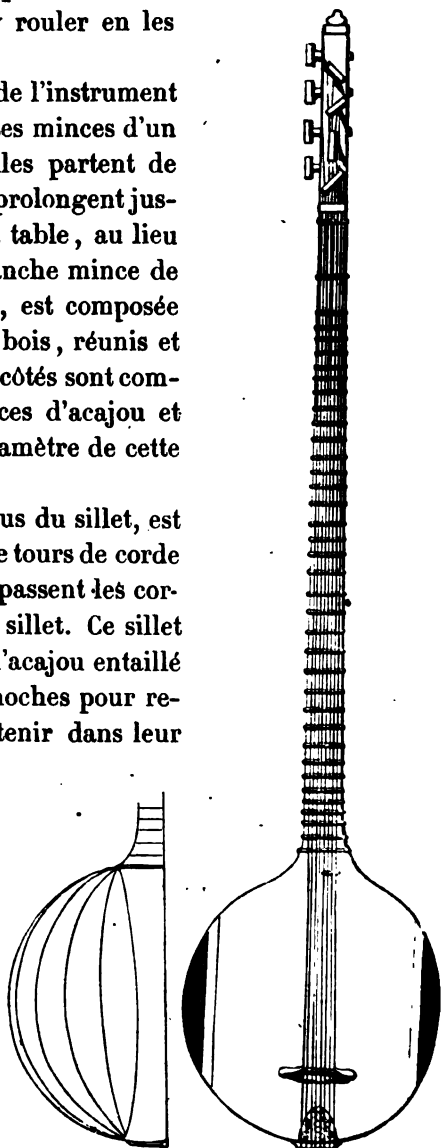 rouler en les
de l'instrument
es minces d'un
lles partent de
prolongent jus-
table, au lieu
anche mince de
, est composée
bois, réunis et
côtés sont com-
ces d'acajou et
amètre de cette
us du sillet, est
e tours de corde
passent les cor-
sillet. Ce sillet
l'acajou entaillé
noches pour re-
tenir dans leur